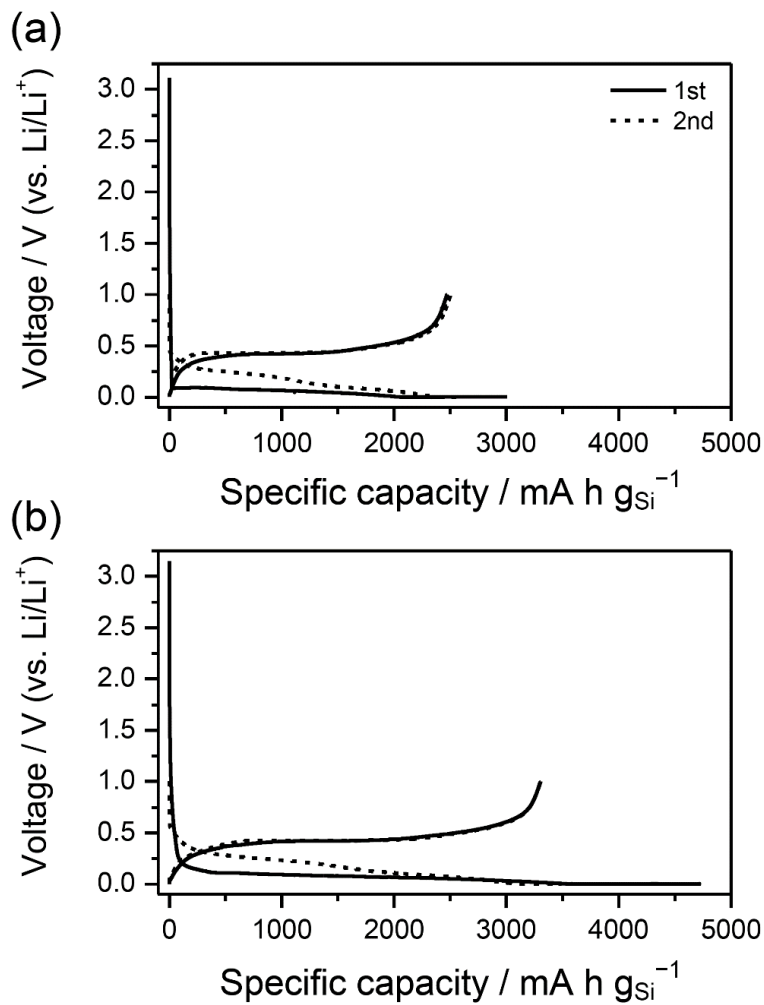 (a)
Voltage / V (vs. Li/Li⁺)
3.0
2.5
2.0
1.5
1.0
0.5
0.0
1st
2nd
0 1000 2000 3000 4000 5000
Specific capacity / mA h gSi⁻¹
(b)
Voltage / V (vs. Li/Li⁺)
3.0
2.5
2.0
1.5
1.0
0.5
0.0
0 1000 2000 3000 4000 5000
Specific capacity / mA h gSi⁻¹